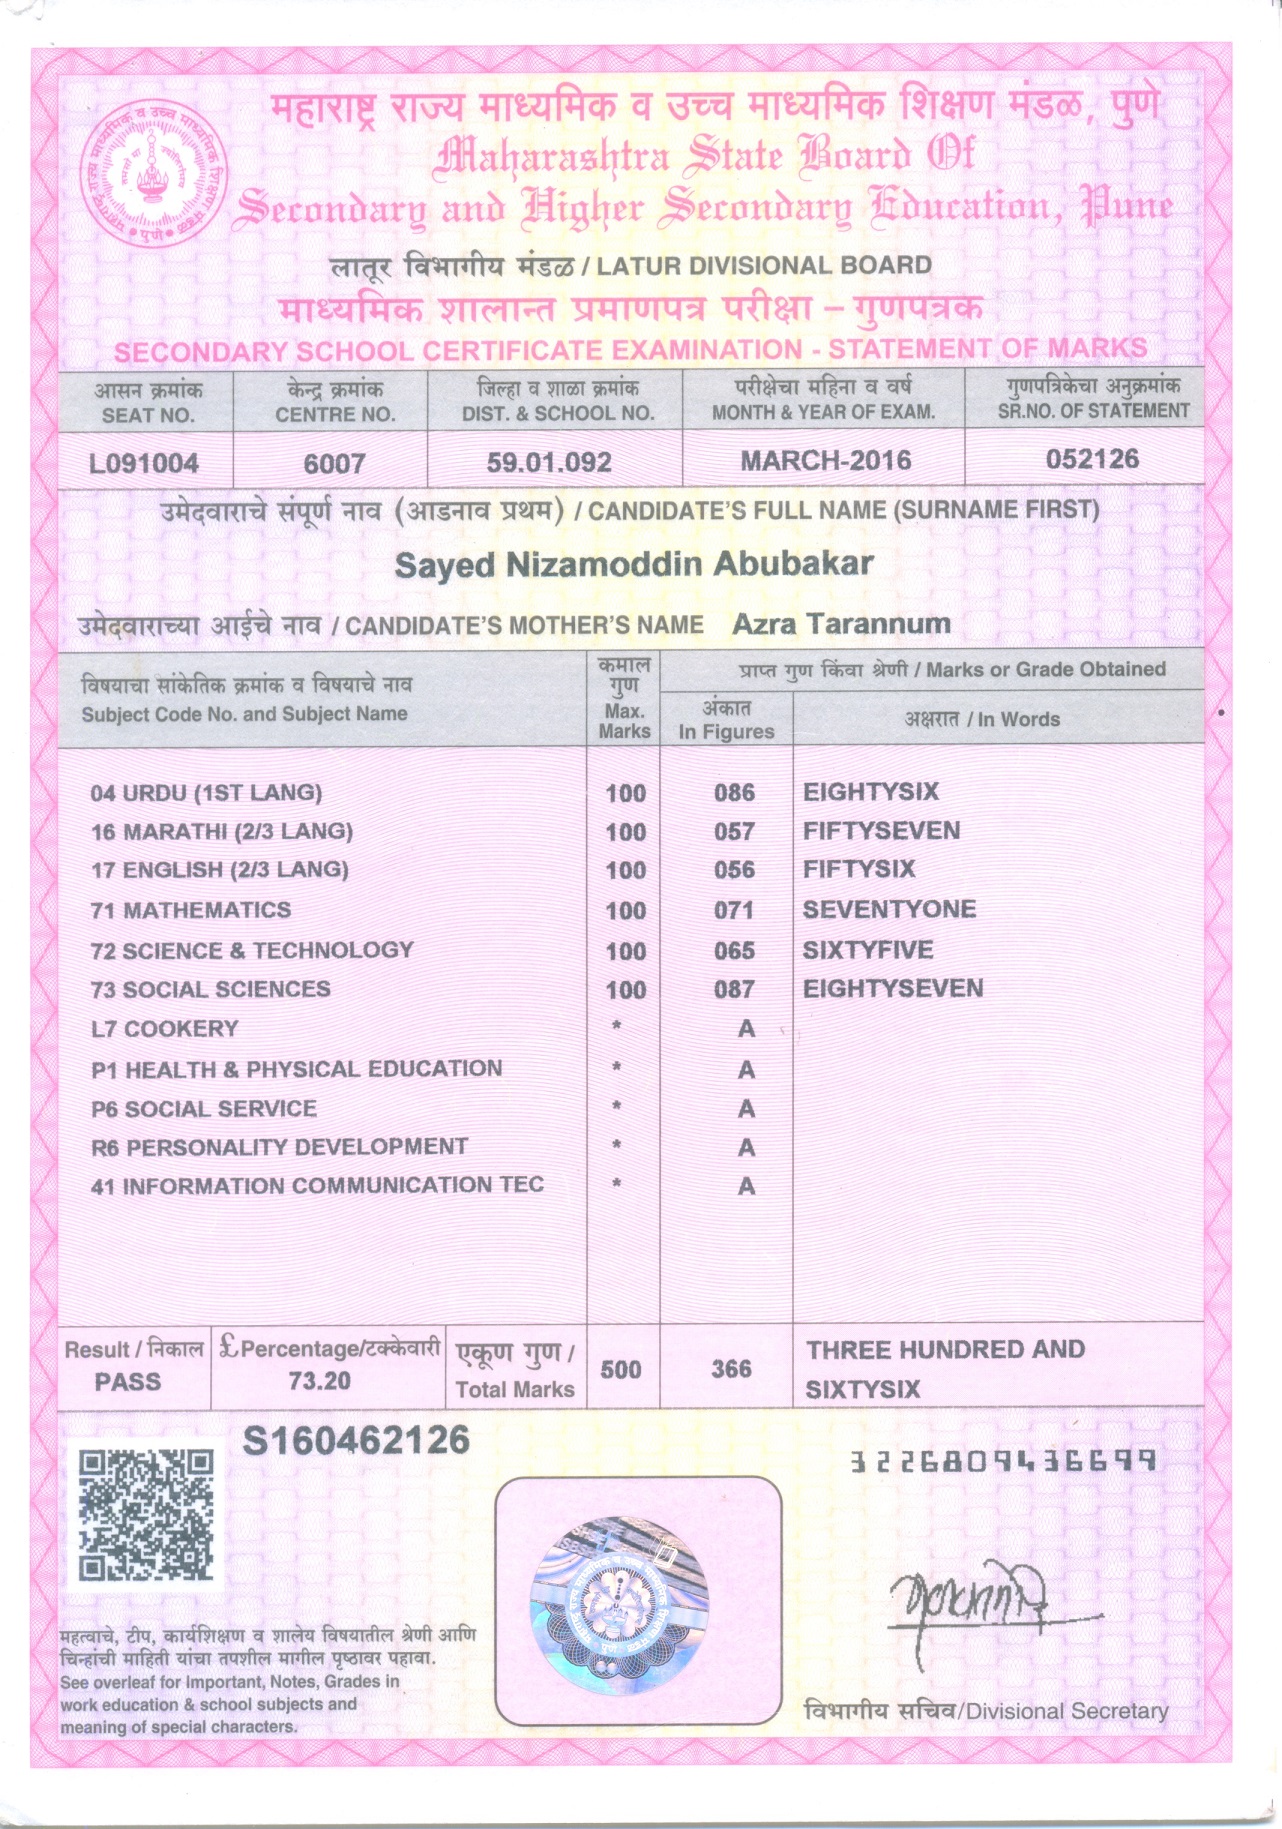 महाराष्ट्र राज्य माध्यमिक व उच्च माध्यमिक शिक्षण मंडळ, पुणे
Maharashtra State Board Of
Secondary and Higher Secondary Education, Pune
लातूर विभागीय मंडळ / LATUR DIVISIONAL BOARD
माध्यमिक शालान्त प्रमाणपत्र परीक्षा – गुणपत्रक
SECONDARY SCHOOL CERTIFICATE EXAMINATION - STATEMENT OF MARKS
आसन क्रमांक केन्द्र क्रमांक जिल्हा व शाळा क्रमांक परीक्षेचा महिना व वर्ष गुणपत्रिकेचा अनुक्रमांक
SEAT NO. CENTRE NO. DIST. & SCHOOL NO. MONTH & YEAR OF EXAM. SR.NO. OF STATEMENT
L091004 6007 59.01.092 MARCH-2016 052126
उमेदवाराचे संपूर्ण नाव (आडनाव प्रथम) / CANDIDATE'S FULL NAME (SURNAME FIRST)
Sayed Nizamoddin Abubakar
उमेदवाराच्या आईचे नाव / CANDIDATE'S MOTHER'S NAME Azra Tarannum
विषयाचा सांकेतिक क्रमांक व विषयाचे नाव
Subject Code No. and Subject Name
कमाल
गुण
Max.
Marks
प्राप्त गुण किंवा श्रेणी / Marks or Grade Obtained
अंकात
In Figures
अक्षरात / In Words
04 URDU (1ST LANG) 100 086 EIGHTYSIX
16 MARATHI (2/3 LANG) 100 057 FIFTYSEVEN
17 ENGLISH (2/3 LANG) 100 056 FIFTYSIX
71 MATHEMATICS 100 071 SEVENTYONE
72 SCIENCE & TECHNOLOGY 100 065 SIXTYFIVE
73 SOCIAL SCIENCES 100 087 EIGHTYSEVEN
L7 COOKERY * A
P1 HEALTH & PHYSICAL EDUCATION * A
P6 SOCIAL SERVICE * A
R6 PERSONALITY DEVELOPMENT * A
41 INFORMATION COMMUNICATION TEC * A
Result / निकाल
PASS
£ Percentage/टक्केवारी
73.20
एकूण गुण /
Total Marks
500 366
THREE HUNDRED AND
SIXTYSIX
S160462126
3226809436699
महत्वाचे, टीप, कार्यशिक्षण व शालेय विषयातील श्रेणी आणि
चिन्हांची माहिती यांचा तपशील मागील पृष्ठावर पहावा.
See overleaf for Important, Notes, Grades in
work education & school subjects and
meaning of special characters.
विभागीय सचिव/Divisional Secretary